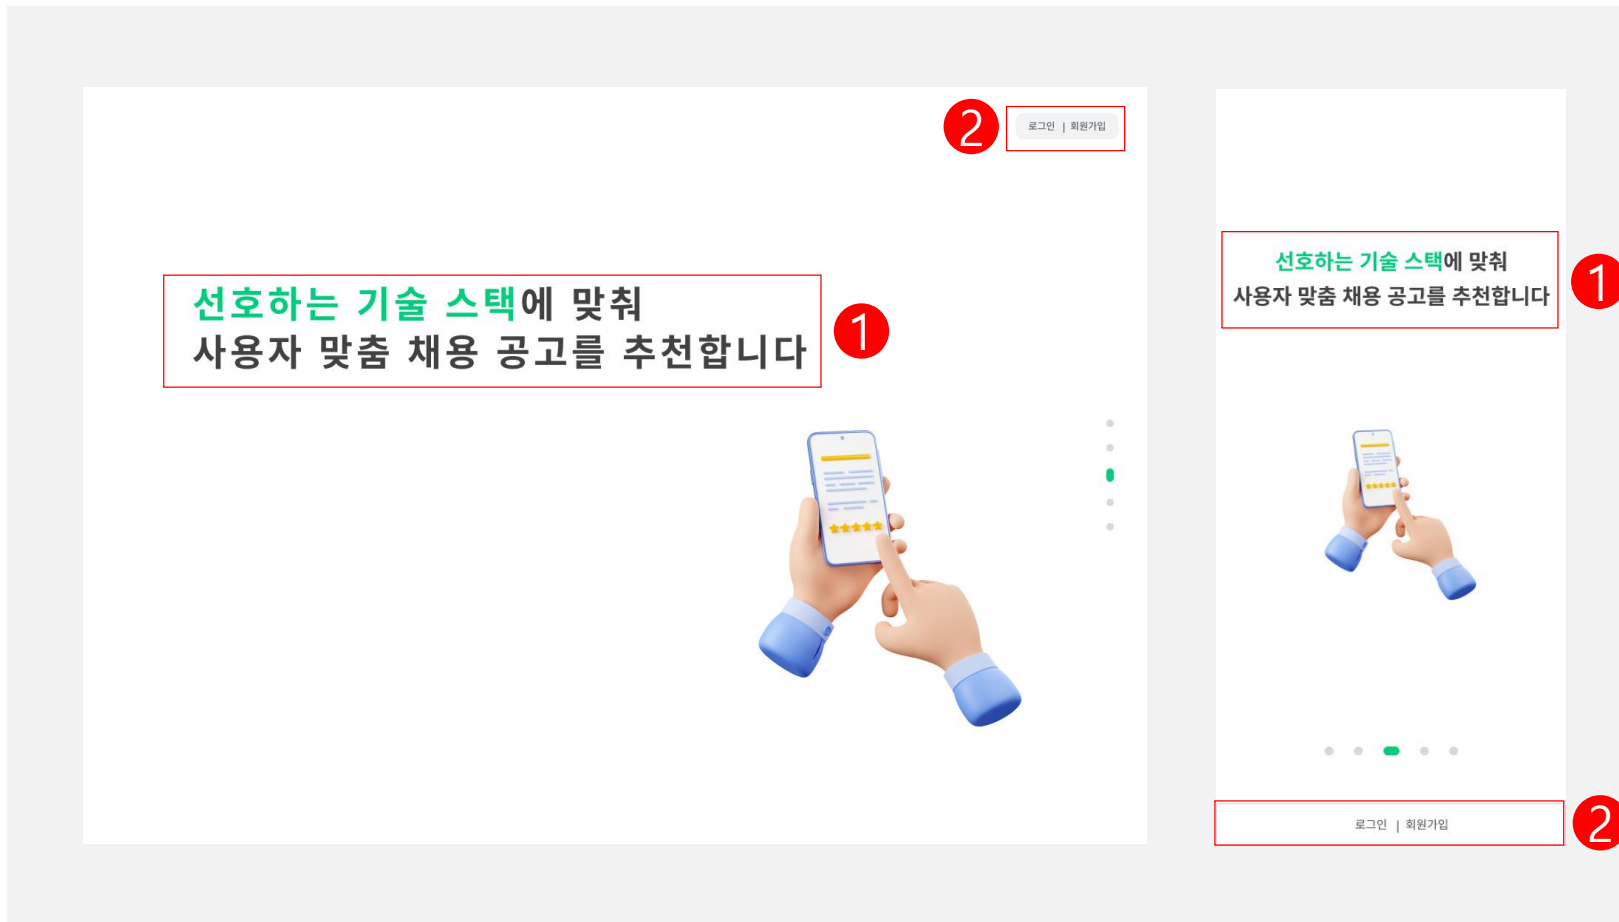 2
로그인 | 회원가입
선호하는 기술 스택에 맞춰
사용자 맞춤 채용 공고를 추천합니다
1
선호하는 기술 스택에 맞춰
사용자 맞춤 채용 공고를 추천합니다
1
로그인 | 회원가입
2